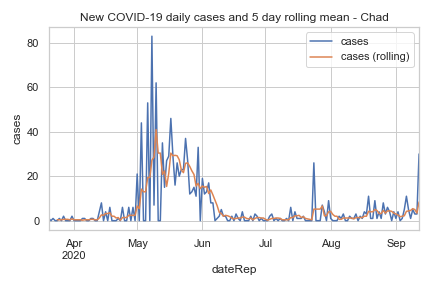 New COVID-19 daily cases and 5 day rolling mean - Chad
cases
cases (rolling)
80
60
40
20
0
cases
Apr
2020
May
Jun
Jul
Aug
Sep
dateRep